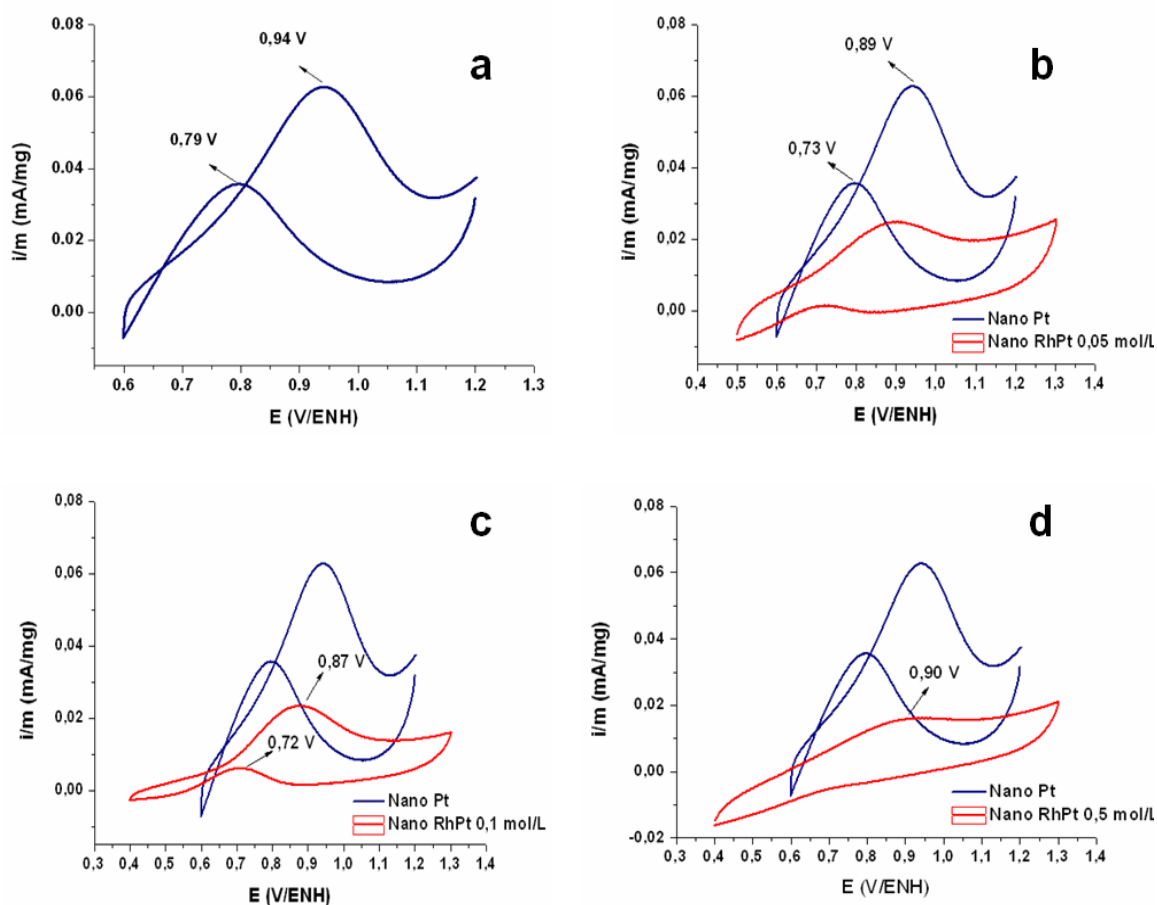 a
0.08
0.06
0.04
0.02
0.00
i/m (mA/mg)
0,94 V
0,79 V
0.6 0.7 0.8 0.9 1.0 1.1 1.2 1.3
E (V/ENH)
b
0.08
0.06
0.04
0.02
0.00
i/m (mA/mg)
0,89 V
0,73 V
Nano Pt
Nano RhPt 0,05 mol/L
0,4 0,5 0,6 0,7 0,8 0,9 1,0 1,1 1,2 1,3 1,4
E (V/ENH)
c
0,08
0,06
0,04
0,02
0,00
i/m (mA/mg)
0,87 V
0,72 V
Nano Pt
Nano RhPt 0,1 mol/L
0,3 0,4 0,5 0,6 0,7 0,8 0,9 1,0 1,1 1,2 1,3 1,4
E (V/ENH)
d
0,08
0,06
0,04
0,02
0,00
-0,02
i/m (mA/mg)
0,90 V
Nano Pt
Nano RhPt 0,5 mol/L
0,3 0,4 0,5 0,6 0,7 0,8 0,9 1,0 1,1 1,2 1,3 1,4
E (V/ENH)